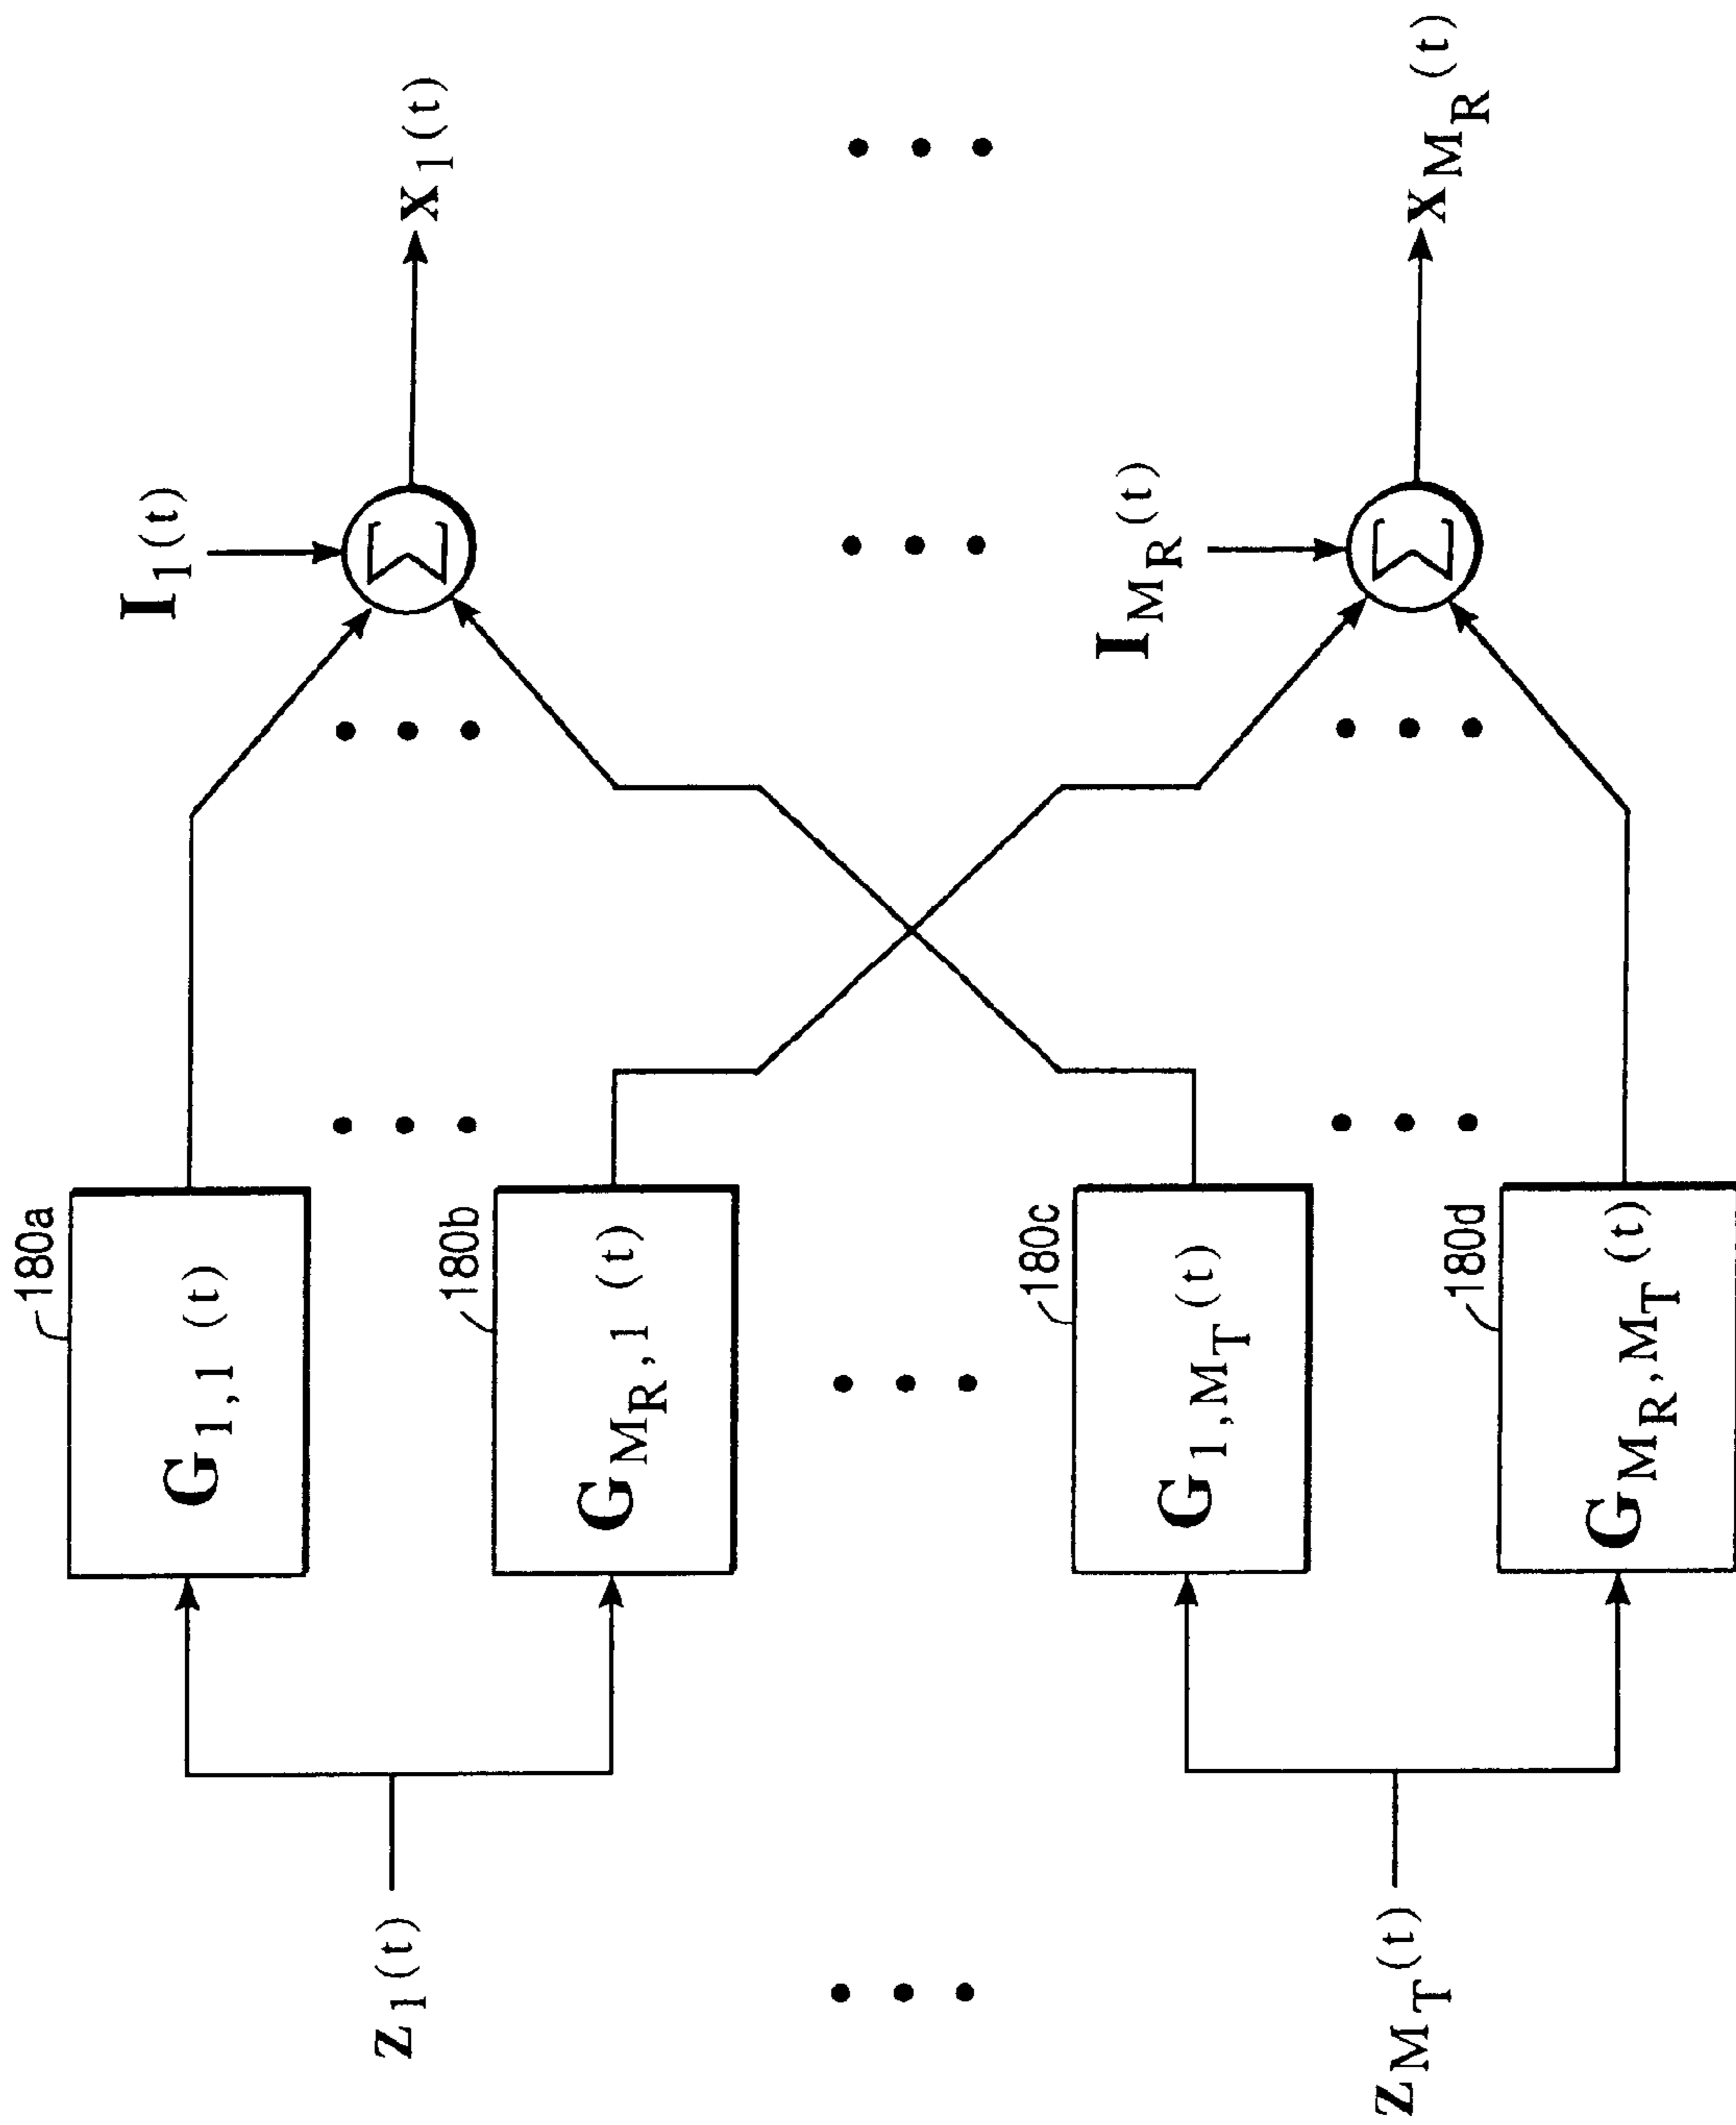 z1(t)
zMT(t)
180a
G1,1(t)
180b
GMR,1(t)
180c
G1,MT(t)
180d
GMR,MT(t)
I1(t)
Σ
IMR(t)
Σ
x1(t)
xMR(t)